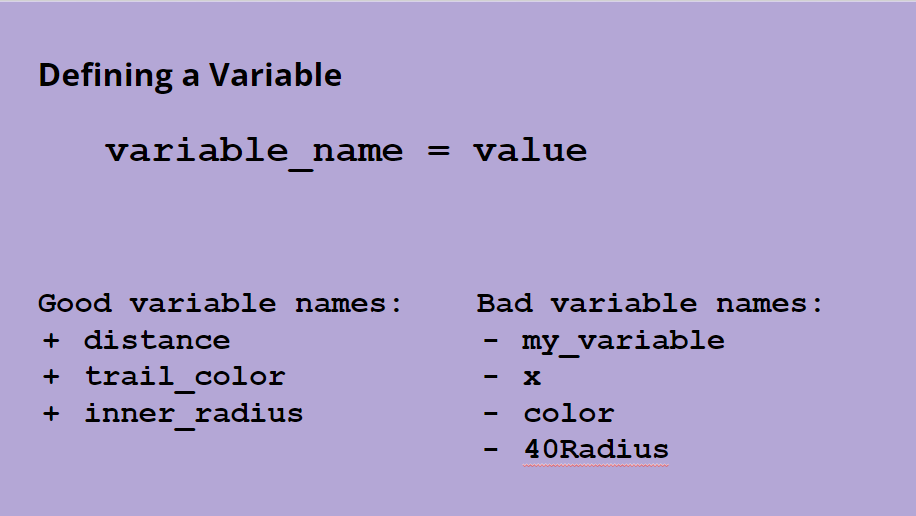 Defining a Variable
variable_name = value
Good variable names:
+ distance
+ trail_color
+ inner_radius
Bad variable names:
- my_variable
- x
- color
- 40Radius